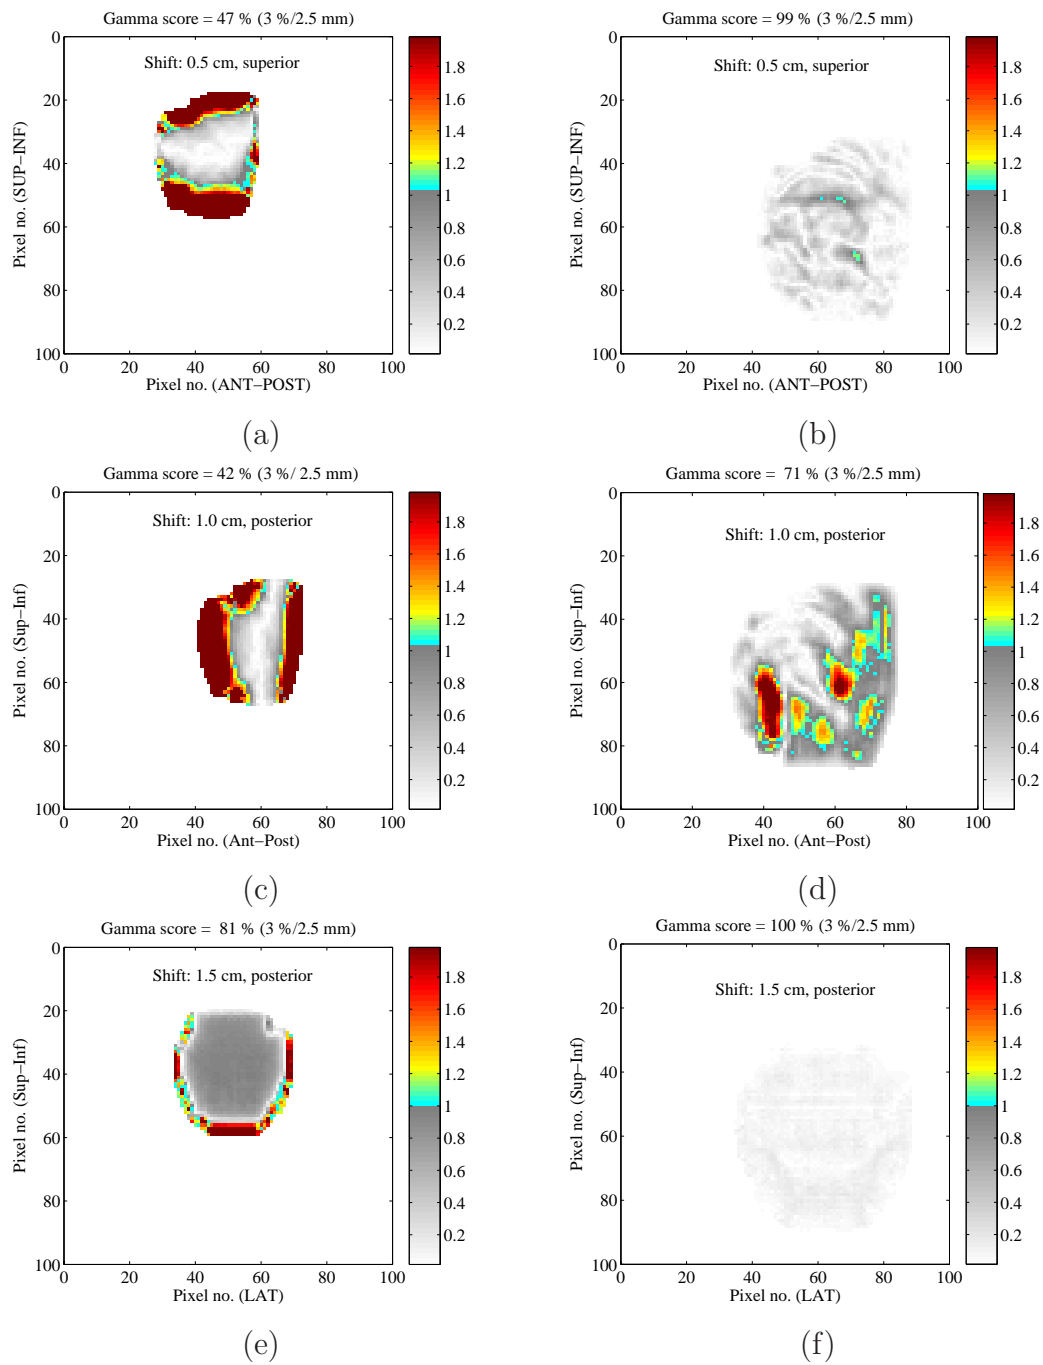 Gamma score = 47 % (3 %/2.5 mm)
Shift: 0.5 cm, superior
0
20
40
60
80
100
Pixel no. (SUP−INF)
0 20 40 60 80 100
Pixel no. (ANT−POST)
1.8
1.6
1.4
1.2
1
0.8
0.6
0.4
0.2
(a)
Gamma score = 99 % (3 %/2.5 mm)
Shift: 0.5 cm, superior
0
20
40
60
80
100
Pixel no. (SUP−INF)
0 20 40 60 80 100
Pixel no. (ANT−POST)
1.8
1.6
1.4
1.2
1
0.8
0.6
0.4
0.2
(b)
Gamma score = 42 % (3 %/ 2.5 mm)
Shift: 1.0 cm, posterior
0
20
40
60
80
100
Pixel no. (Sup−Inf)
0 20 40 60 80 100
Pixel no. (Ant−Post)
1.8
1.6
1.4
1.2
1
0.8
0.6
0.4
0.2
(c)
Gamma score = 71 % (3 %/2.5 mm)
Shift: 1.0 cm, posterior
0
20
40
60
80
100
Pixel no. (Sup−Inf)
0 20 40 60 80 100
Pixel no. (Ant−Post)
1.8
1.6
1.4
1.2
1
0.8
0.6
0.4
0.2
(d)
Gamma score = 81 % (3 %/2.5 mm)
Shift: 1.5 cm, posterior
0
20
40
60
80
100
Pixel no. (Sup−Inf)
0 20 40 60 80 100
Pixel no. (LAT)
1.8
1.6
1.4
1.2
1
0.8
0.6
0.4
0.2
(e)
Gamma score = 100 % (3 %/2.5 mm)
Shift: 1.5 cm, posterior
0
20
40
60
80
100
Pixel no. (Sup−Inf)
0 20 40 60 80 100
Pixel no. (LAT)
1.8
1.6
1.4
1.2
1
0.8
0.6
0.4
0.2
(f)